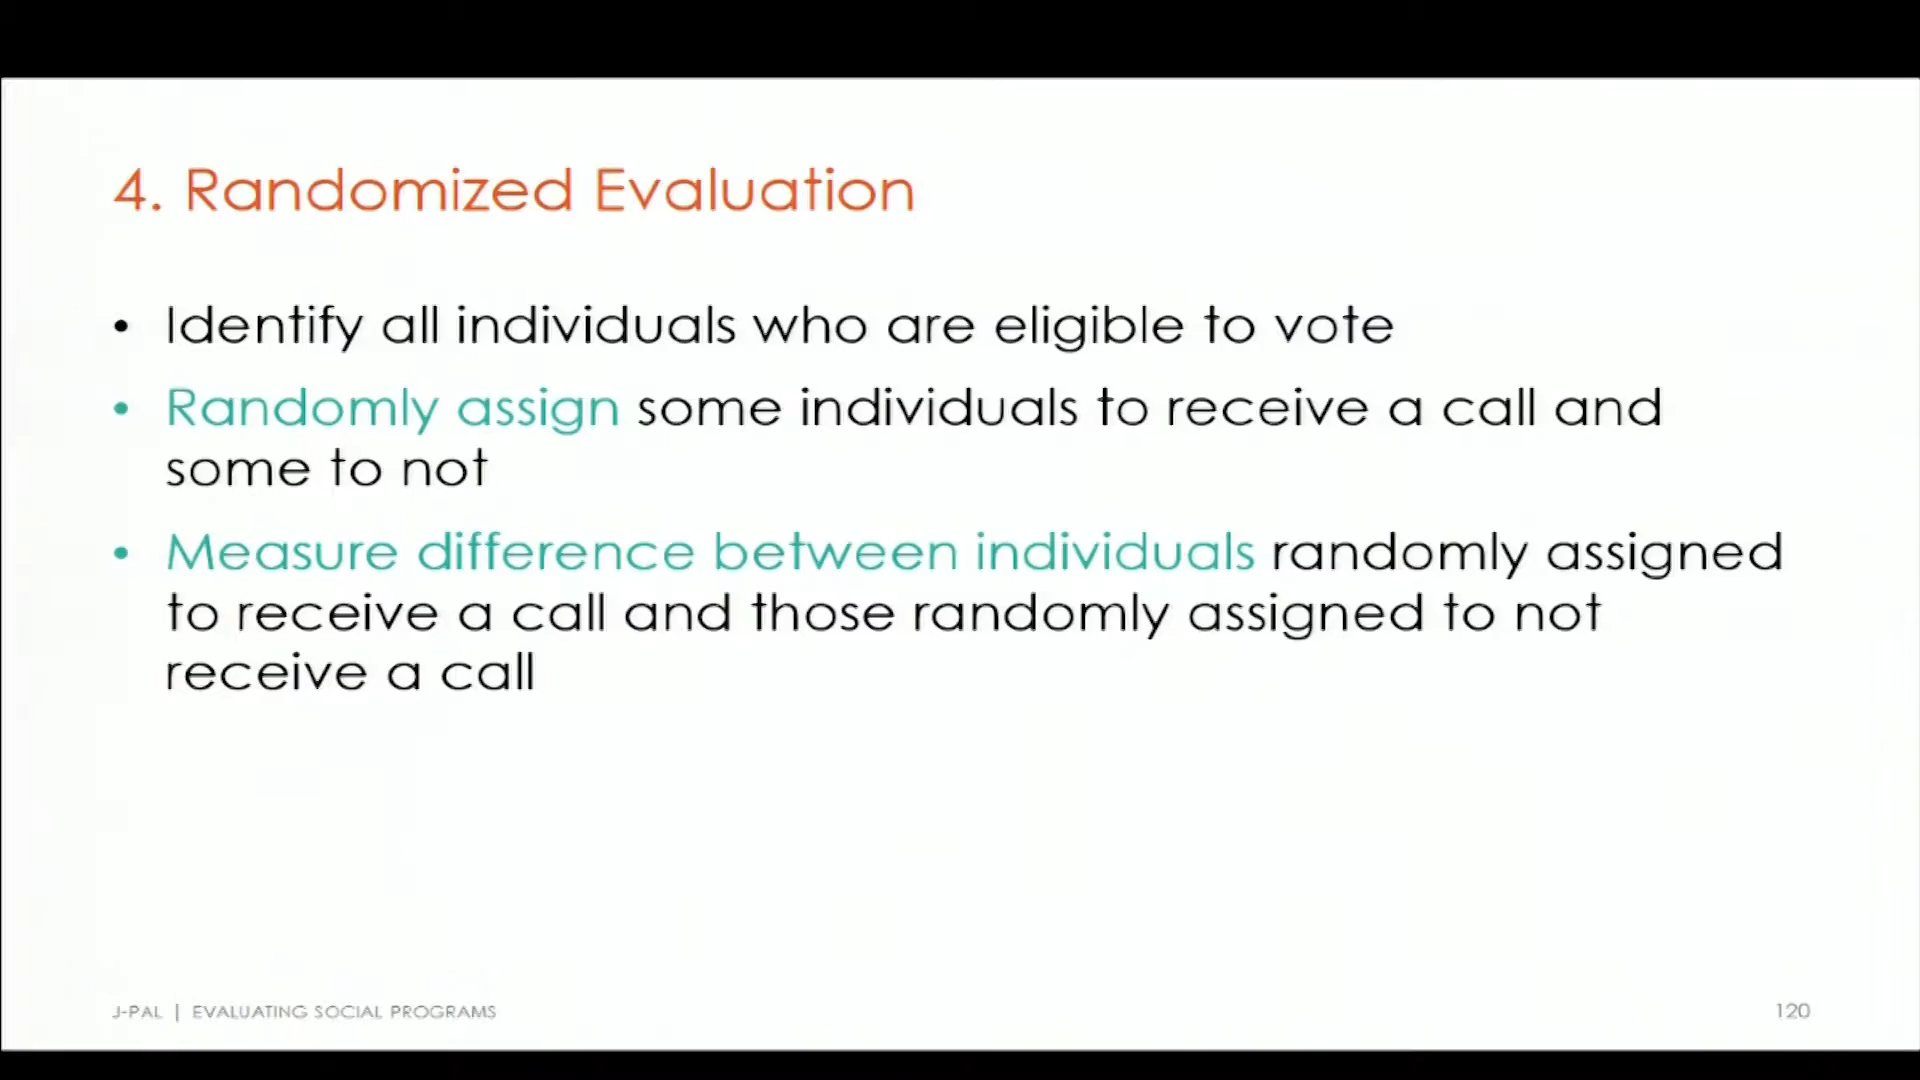 4. Randomized Evaluation
• Identify all individuals who are eligible to vote
• Randomly assign some individuals to receive a call and
some to not
• Measure difference between individuals randomly assigned
to receive a call and those randomly assigned to not
receive a call
J-PAL | EVALUATING SOCIAL PROGRAMS
120